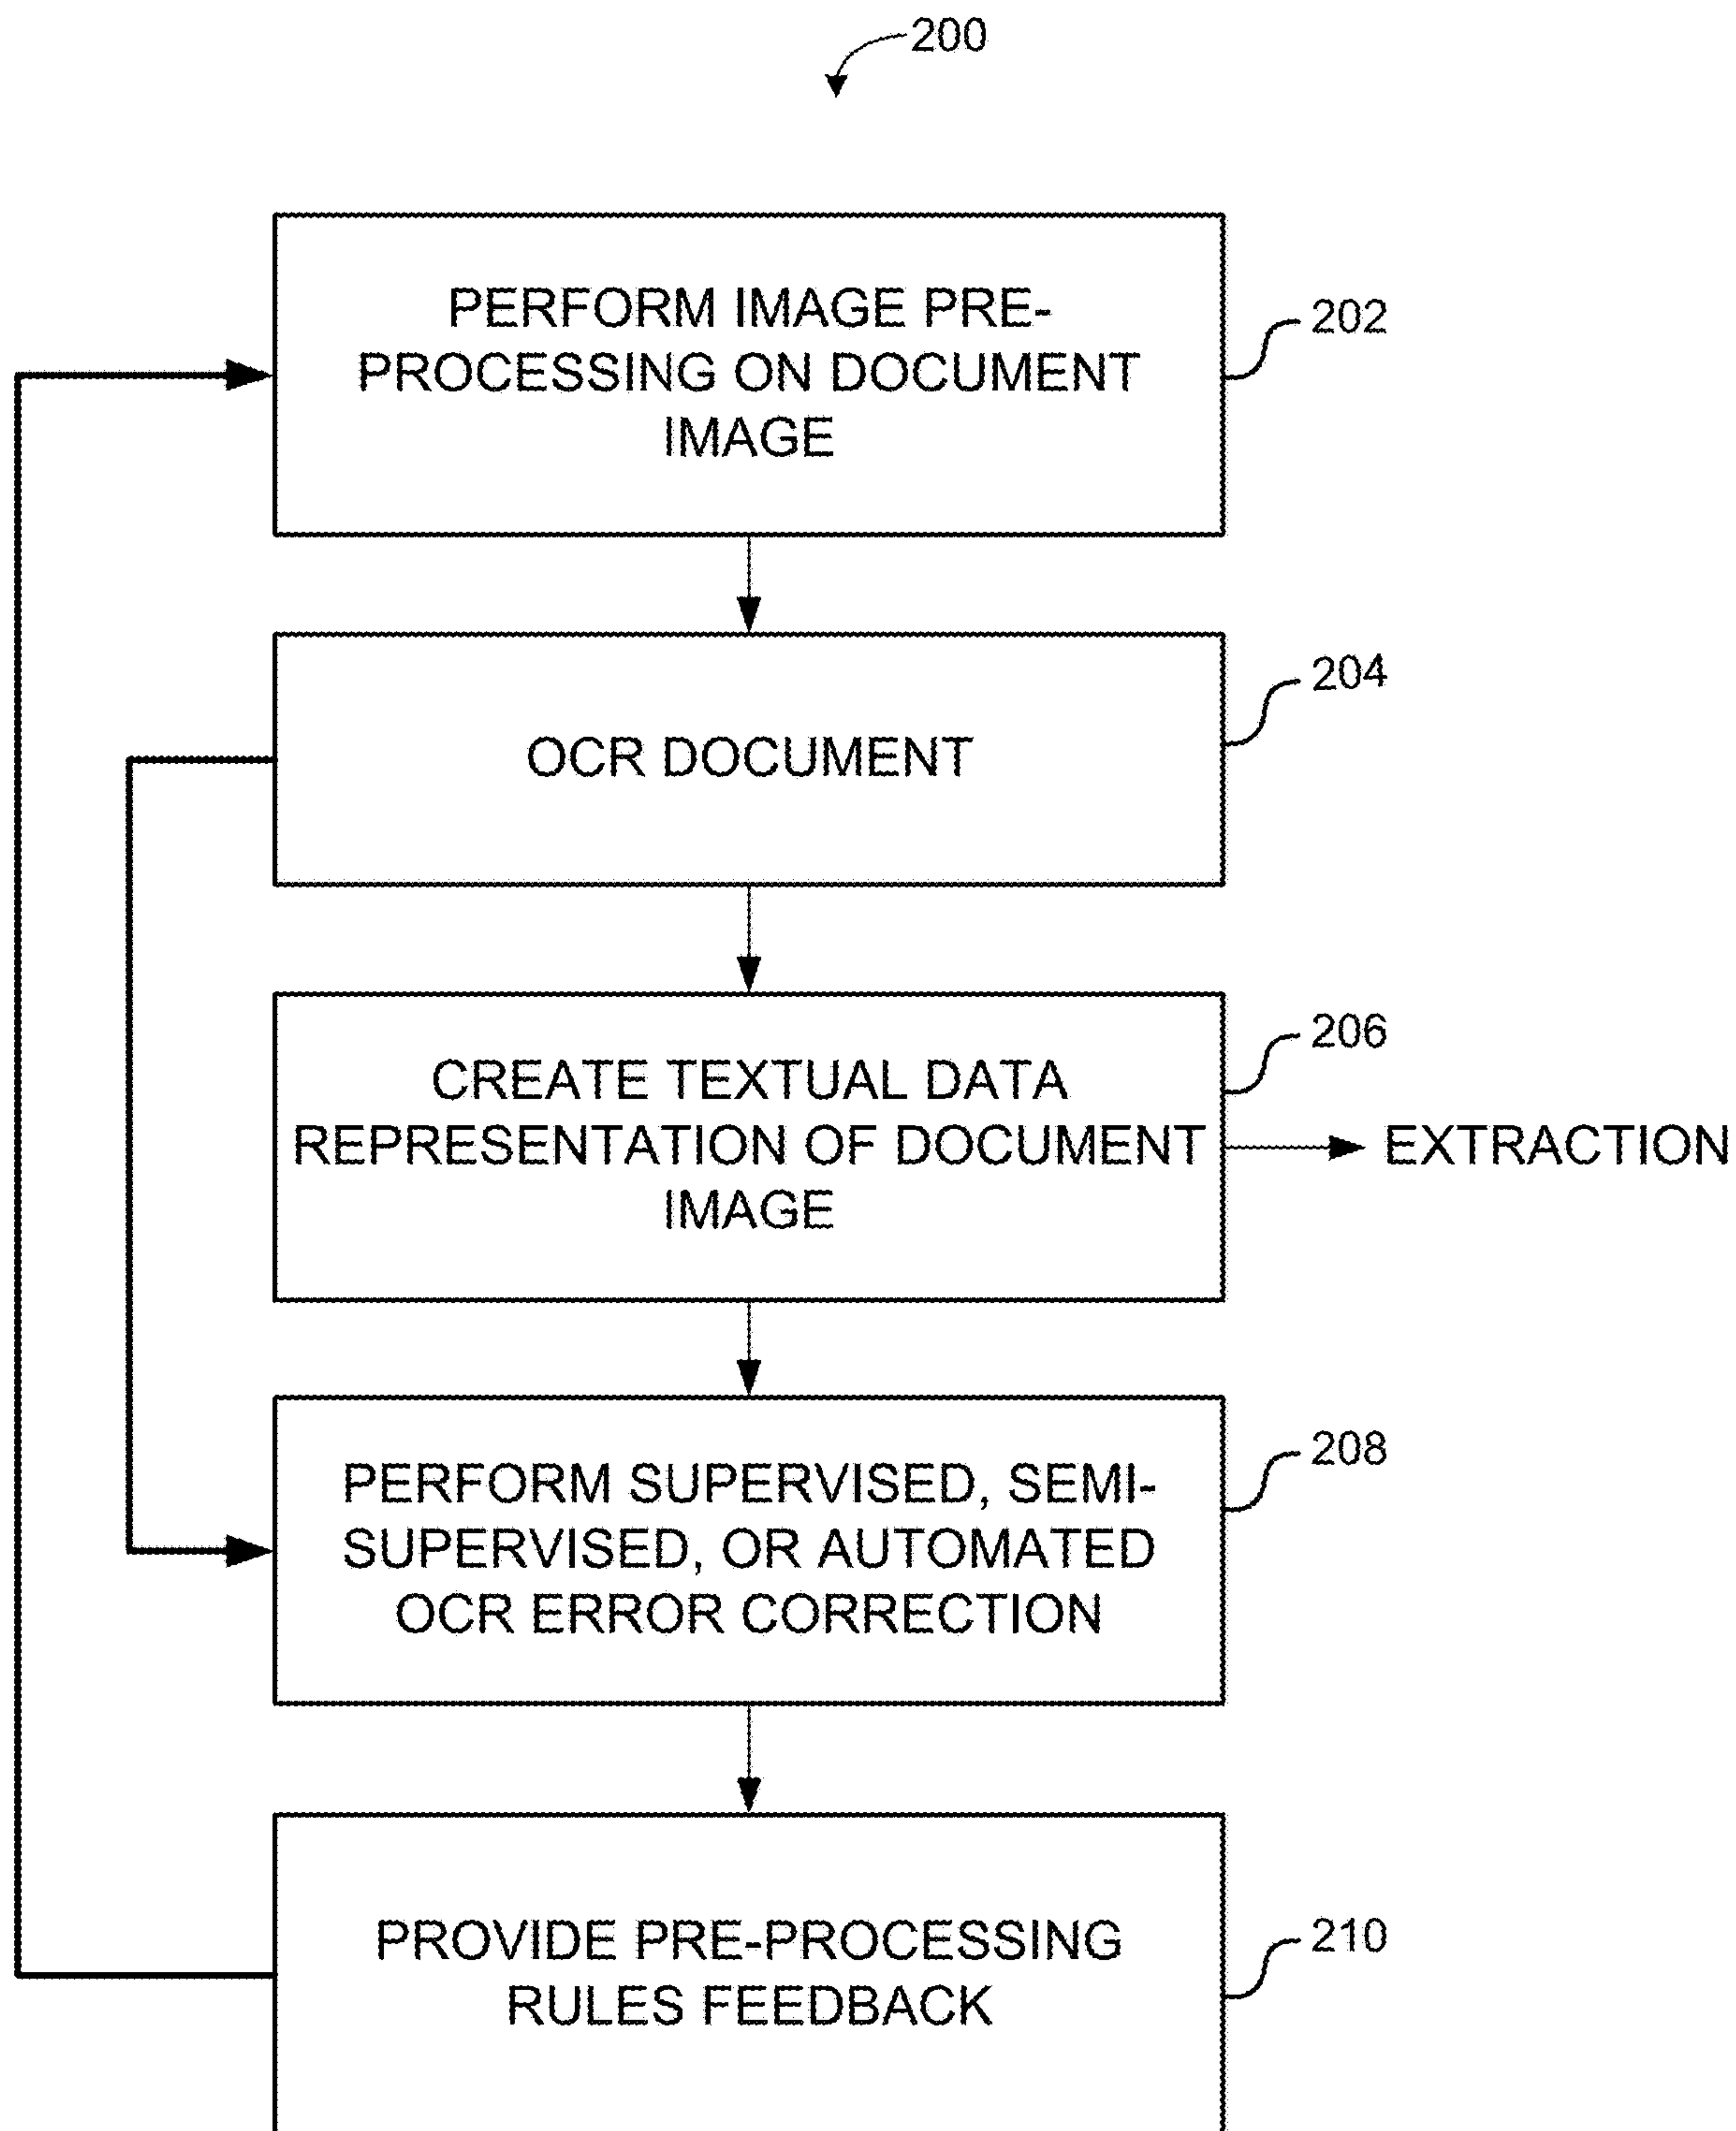 200
PERFORM IMAGE PRE-
PROCESSING ON DOCUMENT
IMAGE
202
OCR DOCUMENT
204
CREATE TEXTUAL DATA
REPRESENTATION OF DOCUMENT
IMAGE
206
EXTRACTION
PERFORM SUPERVISED, SEMI-
SUPERVISED, OR AUTOMATED
OCR ERROR CORRECTION
208
PROVIDE PRE-PROCESSING
RULES FEEDBACK
210